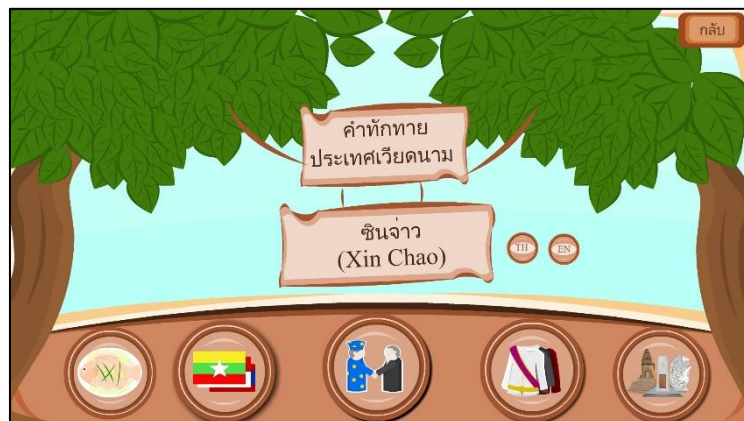 กลับ
คำทักทาย
ประเทศเวียดนาม
ซินจ่าว
(Xin Chao)
TH
EN